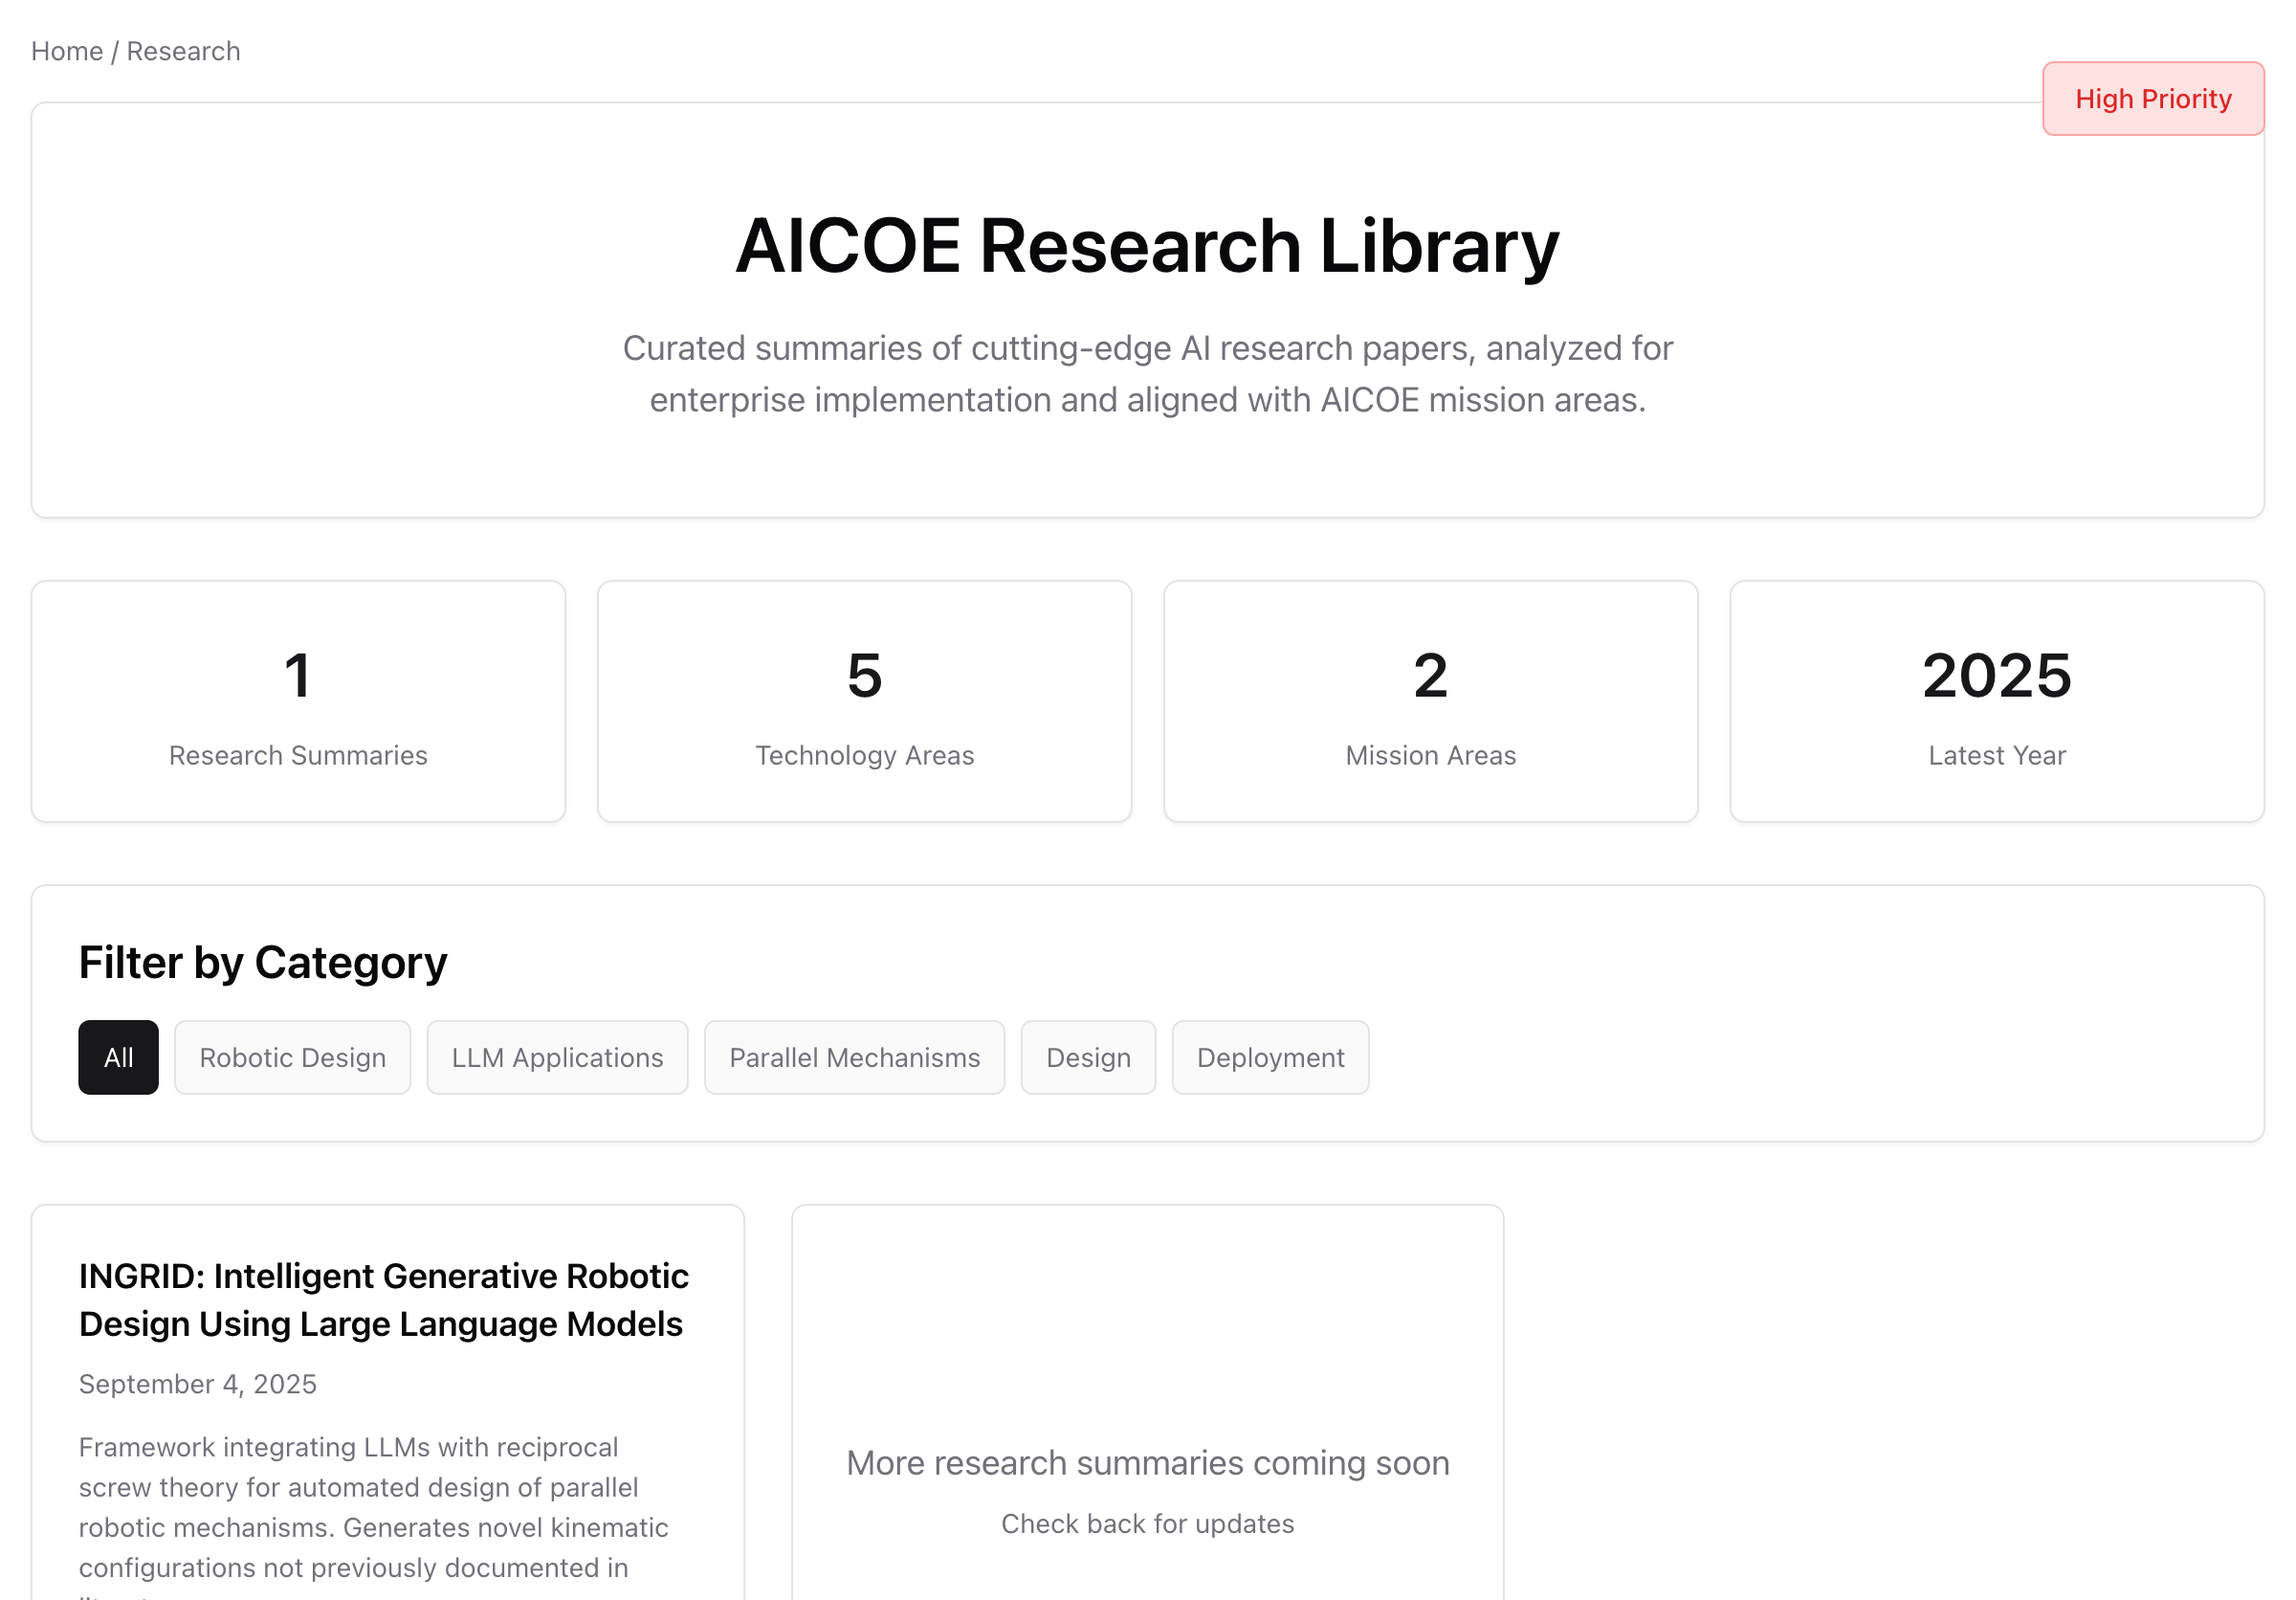 Home / Research
High Priority
AICOE Research Library
Curated summaries of cutting-edge AI research papers, analyzed for
enterprise implementation and aligned with AICOE mission areas.
1
Research Summaries
5
Technology Areas
2
Mission Areas
2025
Latest Year
Filter by Category
All
Robotic Design
LLM Applications
Parallel Mechanisms
Design
Deployment
INGRID: Intelligent Generative Robotic
Design Using Large Language Models
September 4, 2025
Framework integrating LLMs with reciprocal
screw theory for automated design of parallel
robotic mechanisms. Generates novel kinematic
configurations not previously documented in
More research summaries coming soon
Check back for updates